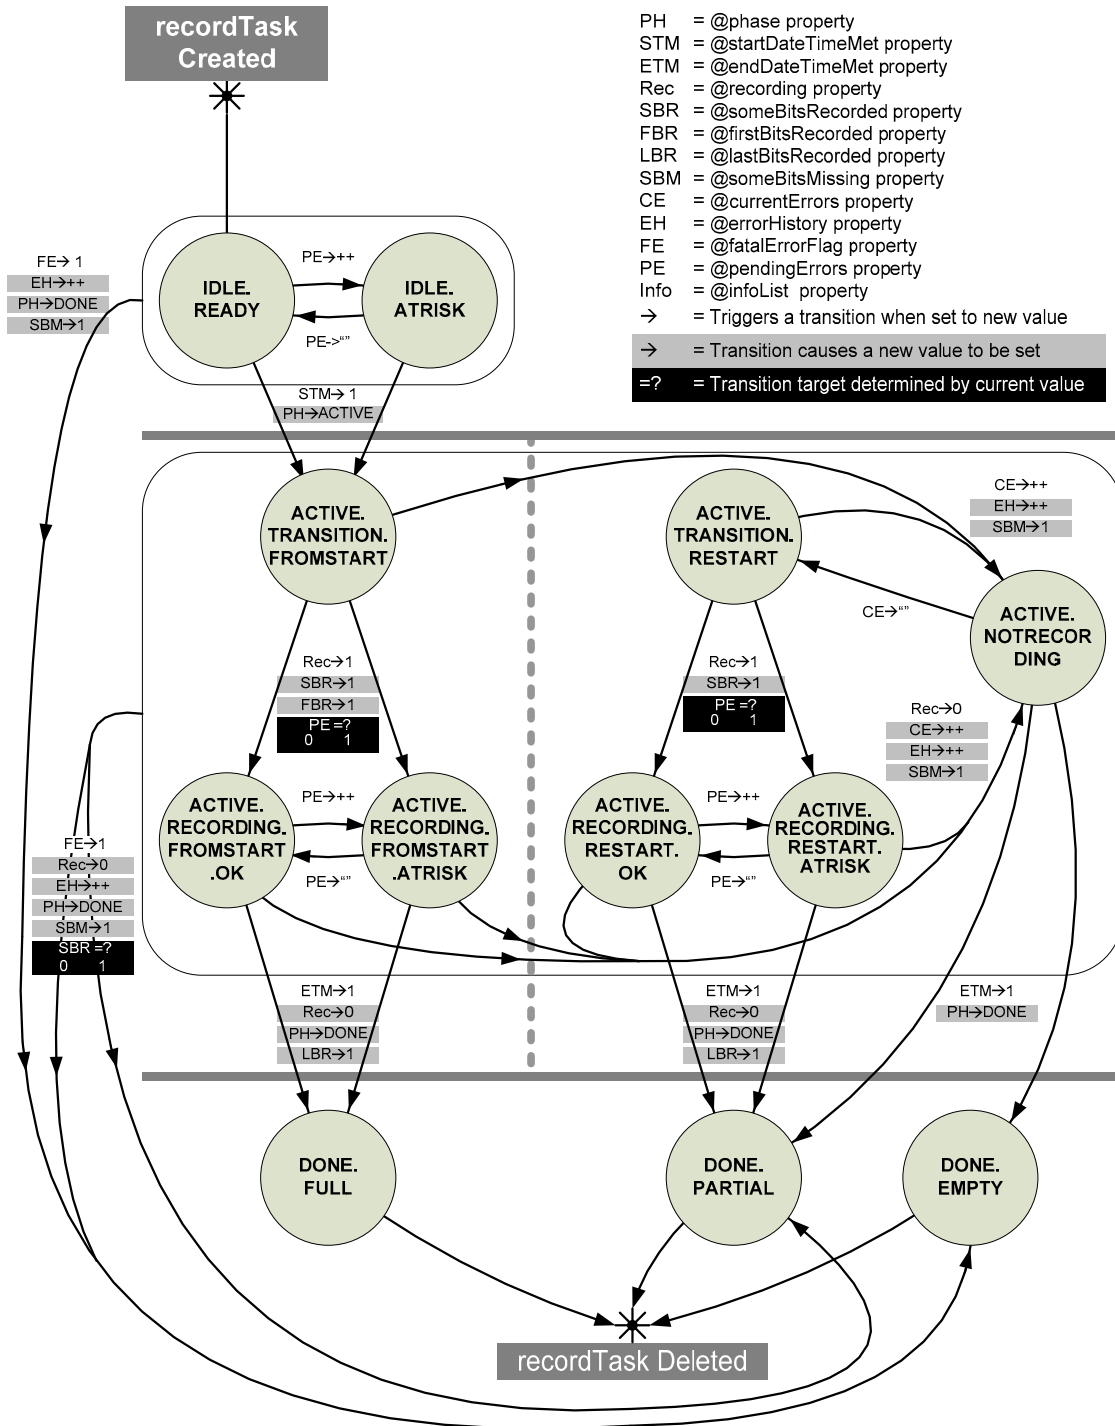 recordTask
Created
PH = @phase property
STM = @startDateTimeMet property
ETM = @endDateTimeMet property
Rec = @recording property
SBR = @someBitsRecorded property
FBR = @firstBitsRecorded property
LBR = @lastBitsRecorded property
SBM = @someBitsMissing property
CE = @currentErrors property
EH = @errorHistory property
FE = @fatalErrorFlag property
PE = @pendingErrors property
Info = @infoList property
→ = Triggers a transition when set to new value
→ = Transition causes a new value to be set
=? = Transition target determined by current value
FE→ 1
EH→++
PH→DONE
SBM→1
IDLE.
READY
PE→++
PE->“”
IDLE.
ATRISK
STM→ 1
PH→ACTIVE
ACTIVE.
TRANSITION.
FROMSTART
ACTIVE.
TRANSITION.
RESTART
CE→++
EH→++
SBM→1
CE→“”
ACTIVE.
NOTRECOR
DING
Rec→1
SBR→1
FBR→1
PE =?
0 1
Rec→1
SBR→1
PE =?
0 1
Rec→0
CE→++
EH→++
SBM→1
ACTIVE.
RECORDING.
FROMSTART
.OK
PE→++
PE→“”
ACTIVE.
RECORDING.
FROMSTART
.ATRISK
ACTIVE.
RECORDING.
RESTART.
OK
PE→++
PE→“”
ACTIVE.
RECORDING.
RESTART.
ATRISK
FE→1
Rec→0
EH→++
PH→DONE
SBM→1
SBR =?
0 1
ETM→1
Rec→0
PH→DONE
LBR→1
ETM→1
Rec→0
PH→DONE
LBR→1
ETM→1
PH→DONE
DONE.
FULL
DONE.
PARTIAL
DONE.
EMPTY
recordTask Deleted